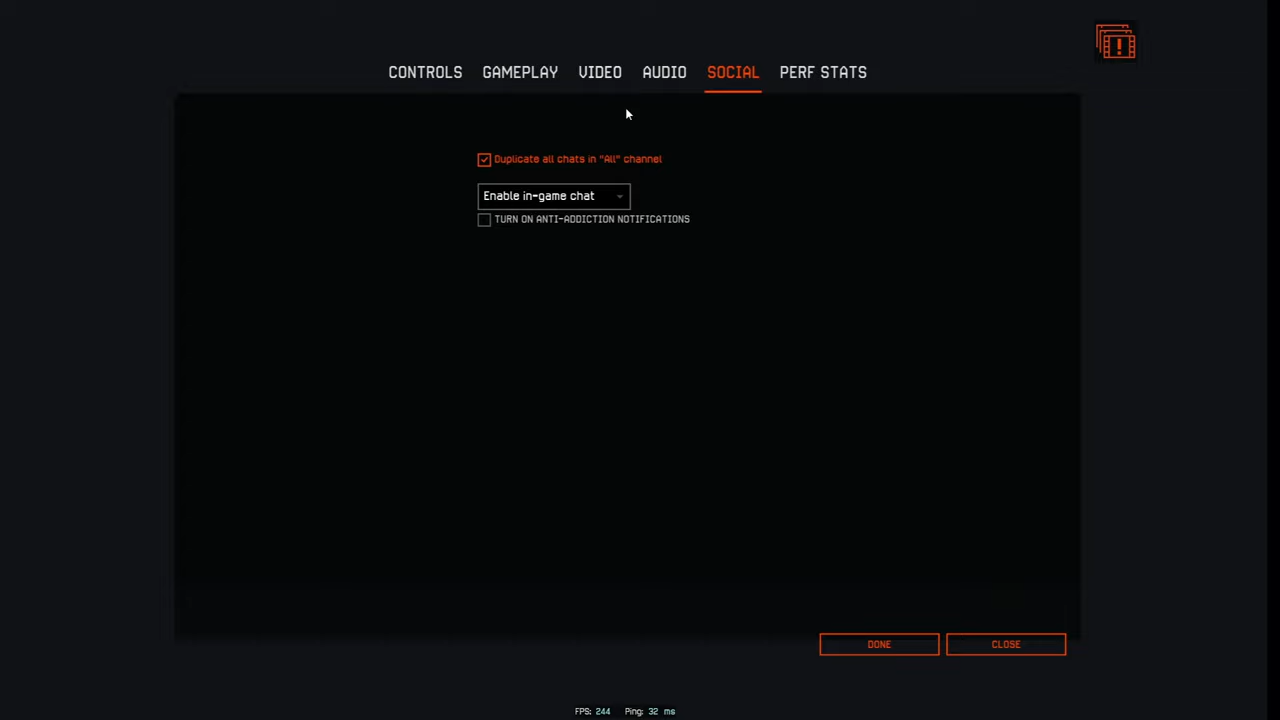 CONTROLS GAMEPLAY VIDEO AUDIO SOCIAL PERF STATS
Duplicate all chats in "All" channel
Enable in-game chat
TURN ON ANTI-ADDICTION NOTIFICATIONS
DONE CLOSE
FPS: 244 Ping: 32 ms